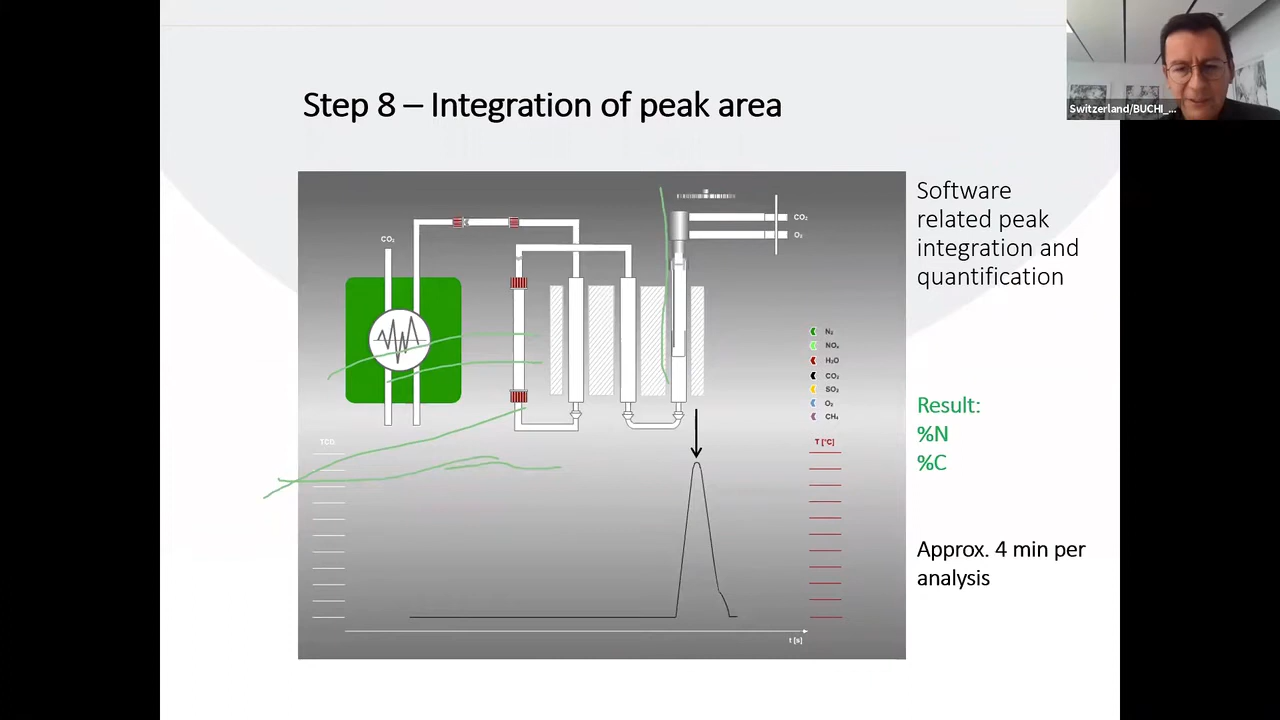 Step 8 – Integration of peak area
Switzerland/BUCHI_...
Software
related peak
integration and
quantification
CO₂
CO₂
O₂
N₂
NOₓ
H₂O
CO₂
SO₂
O₂
CH₄
Result:
%N
%C
TCD
T [°C]
Approx. 4 min per
analysis
t [s]